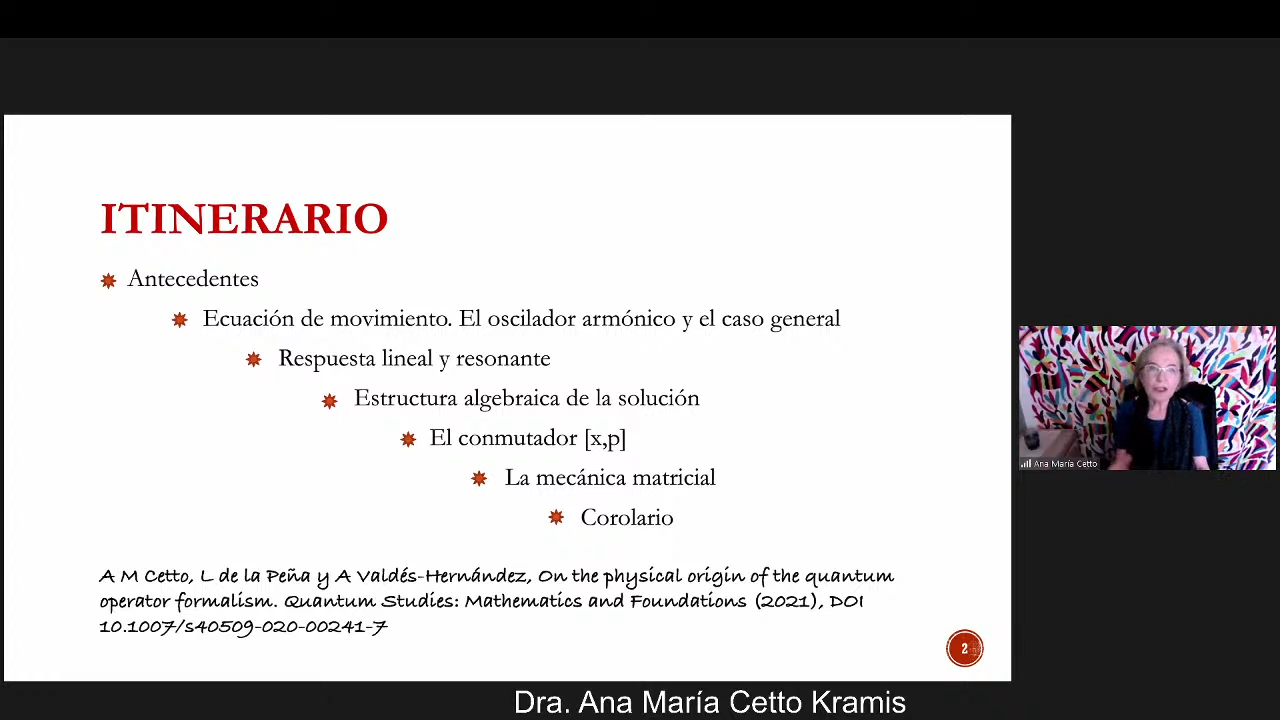 ITINERARIO
Antecedentes
Ecuación de movimiento. El oscilador armónico y el caso general
Respuesta lineal y resonante
Estructura algebraica de la solución
El conmutador [x,p]
La mecánica matricial
Corolario
A M Cetto, L de la Peña y A Valdés-Hernández, On the physical origin of the quantum
operator formalism. Quantum Studies: Mathematics and Foundations (2021), DOI
10.1007/s40509-020-00241-7
2
Ana María Cetto
Dra. Ana María Cetto Kramis